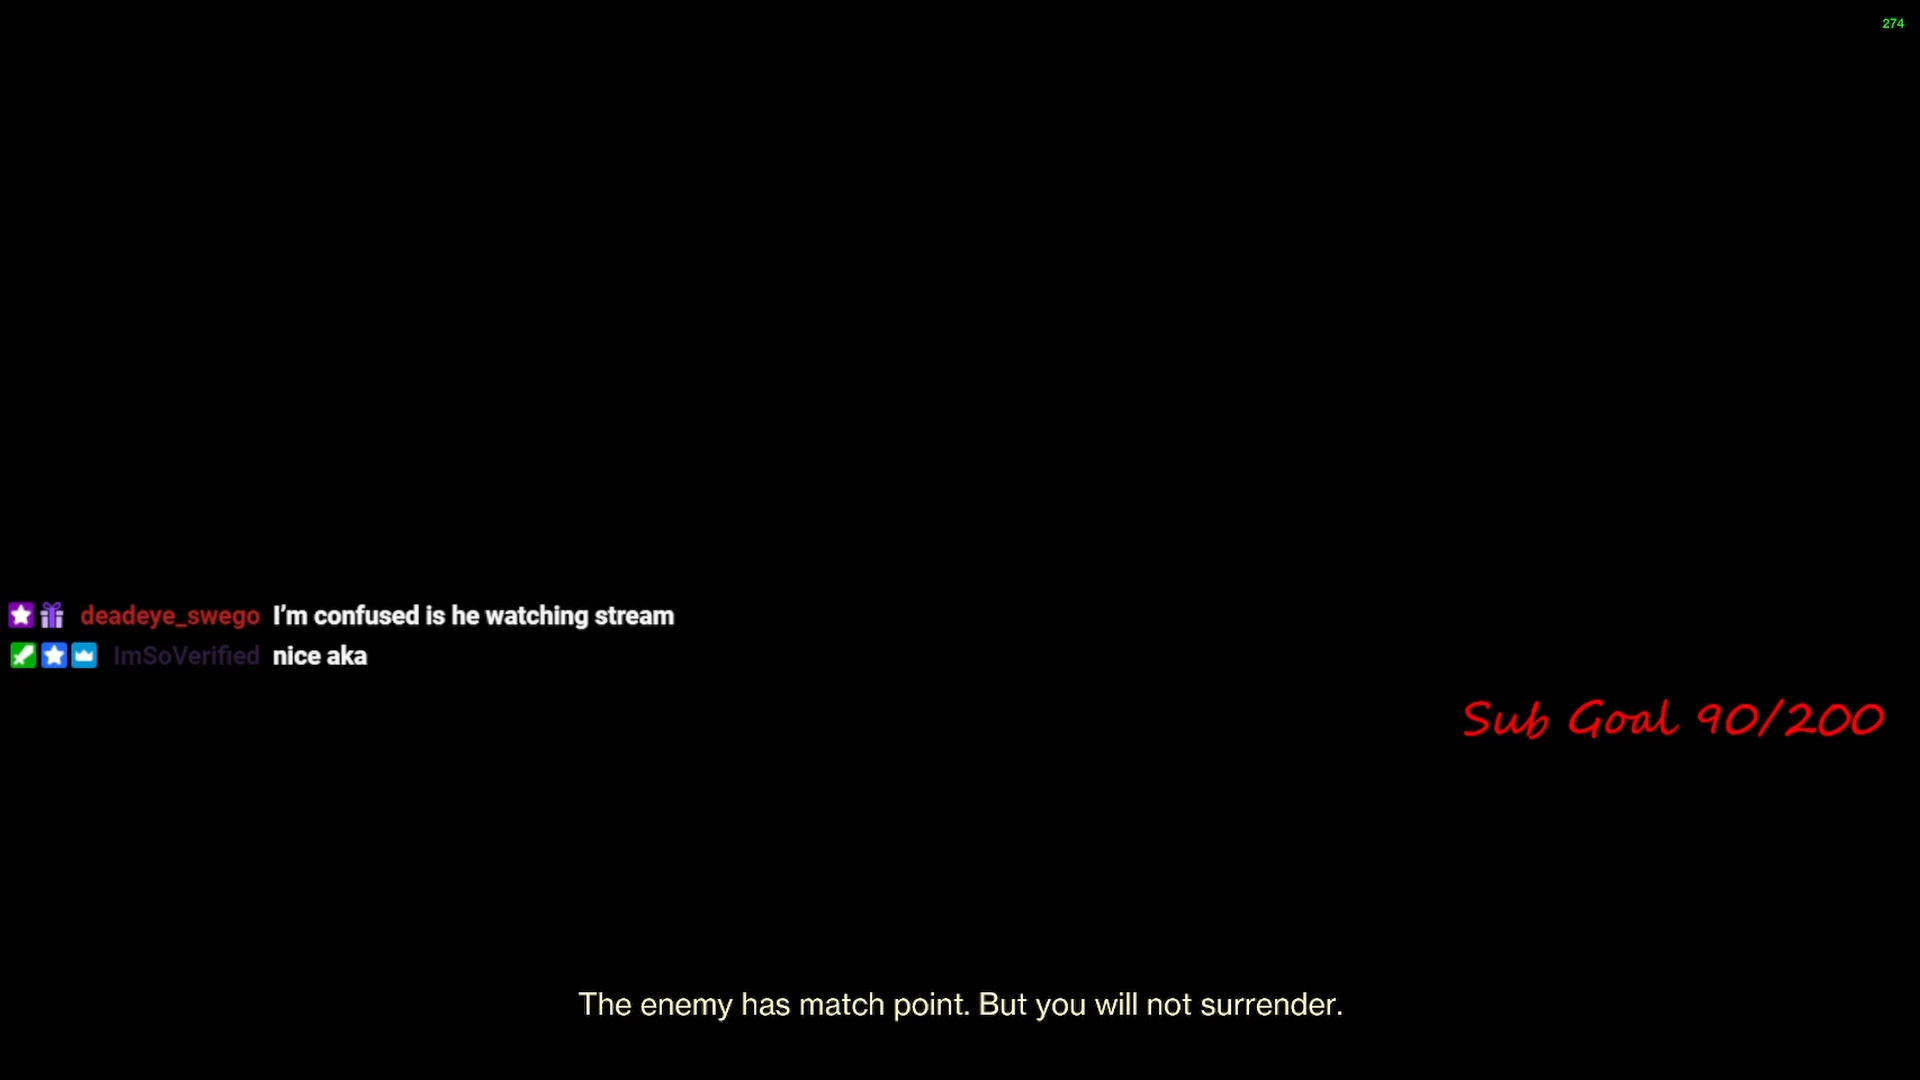 274
deadeye_swego I'm confused is he watching stream
ImSoVerified nice aka
Sub Goal 90/200
The enemy has match point. But you will not surrender.